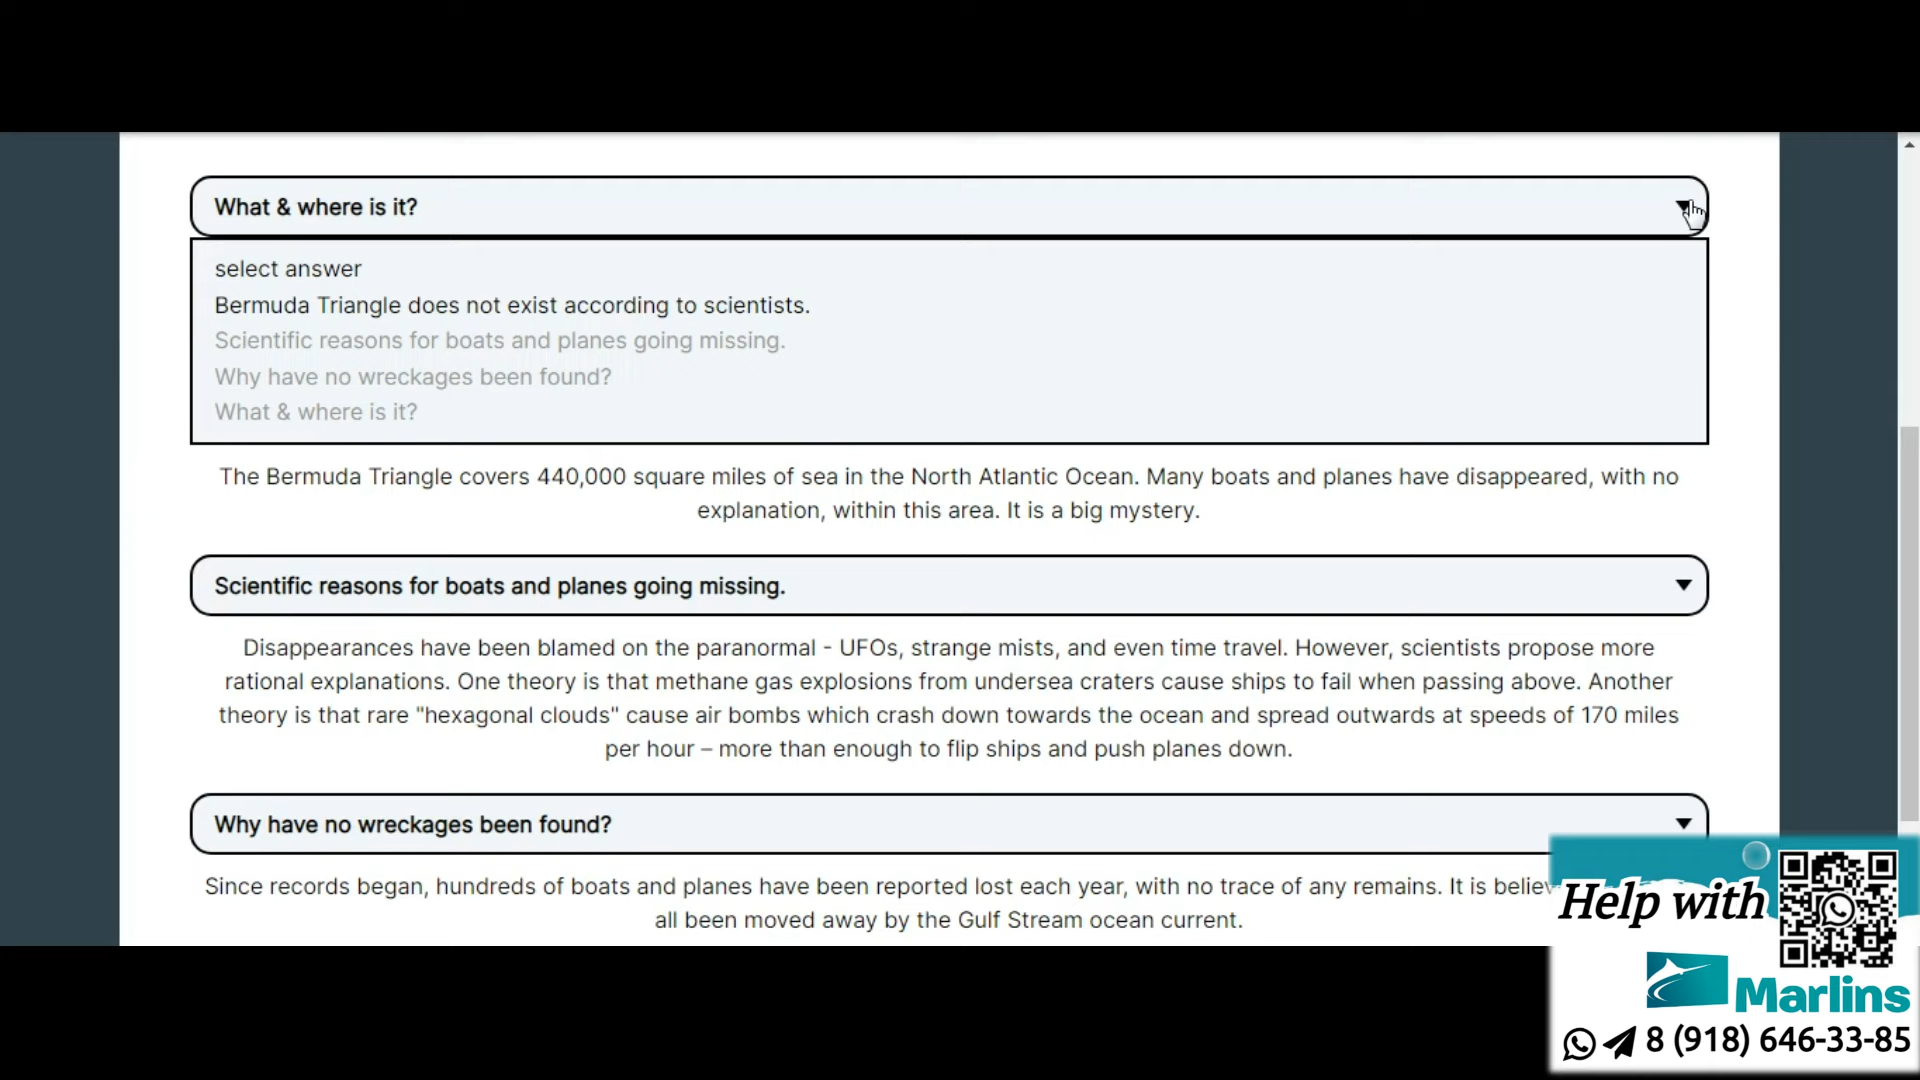 What & where is it?
select answer
Bermuda Triangle does not exist according to scientists.
Scientific reasons for boats and planes going missing.
Why have no wreckages been found?
What & where is it?
The Bermuda Triangle covers 440,000 square miles of sea in the North Atlantic Ocean. Many boats and planes have disappeared, with no
explanation, within this area. It is a big mystery.
Scientific reasons for boats and planes going missing.
Disappearances have been blamed on the paranormal - UFOs, strange mists, and even time travel. However, scientists propose more
rational explanations. One theory is that methane gas explosions from undersea craters cause ships to fail when passing above. Another
theory is that rare "hexagonal clouds" cause air bombs which crash down towards the ocean and spread outwards at speeds of 170 miles
per hour – more than enough to flip ships and push planes down.
Why have no wreckages been found?
Since records began, hundreds of boats and planes have been reported lost each year, with no trace of any remains. It is
all been moved away by the Gulf Stream ocean current.
Help with
Marlins
8 (918) 646-33-85